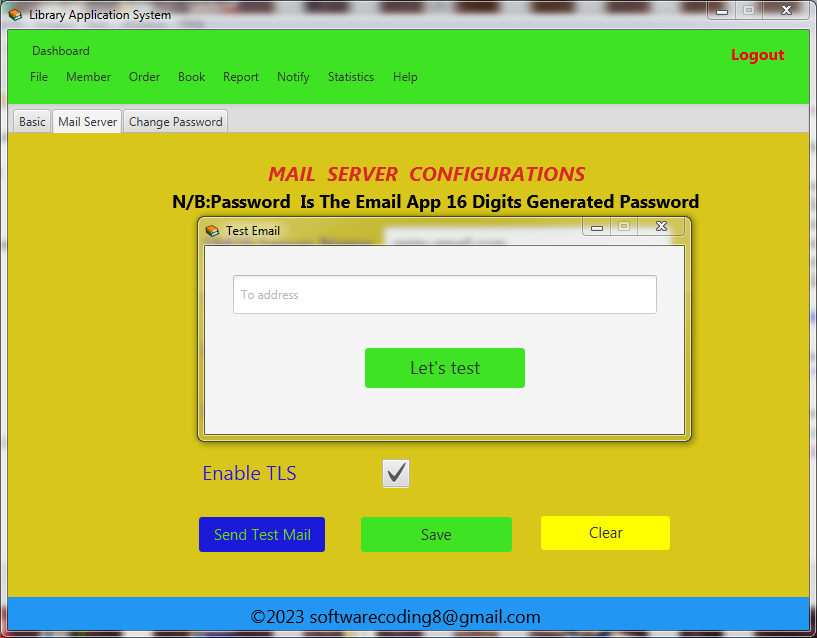 Library Application System
Dashboard
Logout
File Member Order Book Report Notify Statistics Help
Basic Mail Server Change Password
MAIL SERVER CONFIGURATIONS
N/B:Password Is The Email App 16 Digits Generated Password
Test Email
To address
Let's test
Enable TLS
Send Test Mail Save Clear
©2023 softwarecoding8@gmail.com